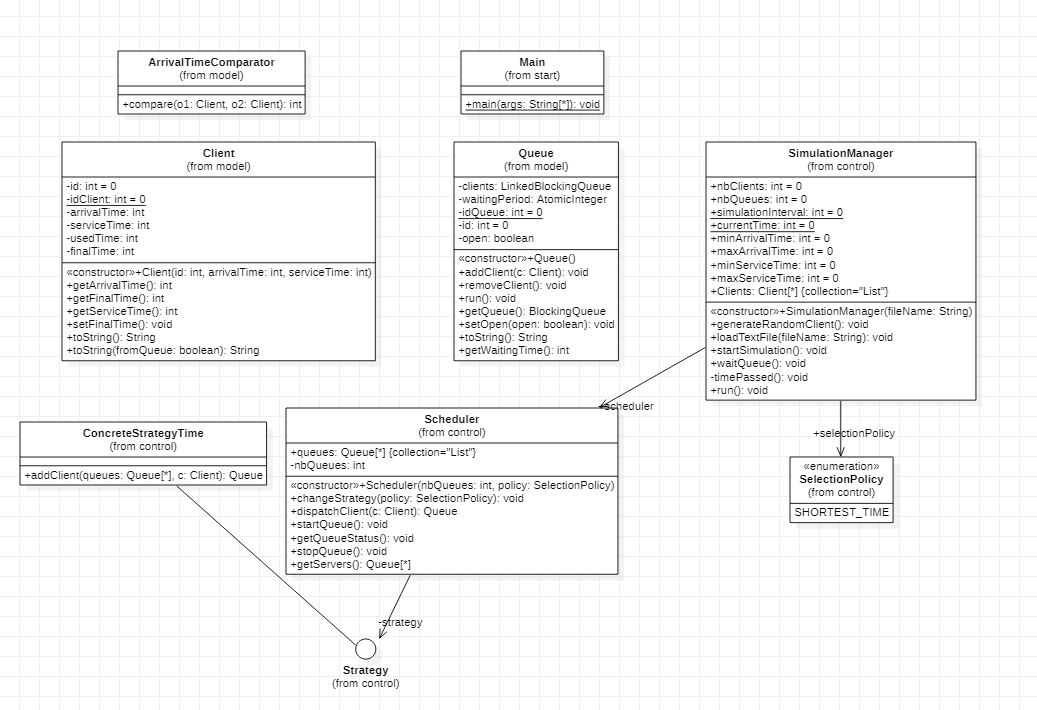 ArrivalTimeComparator
(from model)
+compare(o1: Client, o2: Client): int
Main
(from start)
+main(args: String[*]): void
Client
(from model)
-id: int = 0
-idClient: int = 0
-arrivalTime: int
-serviceTime: int
-usedTime: int
-finalTime: int
«constructor»+Client(id: int, arrivalTime: int, serviceTime: int)
+getArrivalTime(): int
+getFinalTime(): int
+getServiceTime(): int
+setFinalTime(): void
+toString(): String
+toString(fromQueue: boolean): String
Queue
(from model)
-clients: LinkedBlockingQueue
-waitingPeriod: AtomicInteger
-idQueue: int = 0
-id: int = 0
-open: boolean
«constructor»+Queue()
+addClient(c: Client): void
+removeClient(): void
+run(): void
+getQueue(): BlockingQueue
+setOpen(open: boolean): void
+toString(): String
+getWaitingTime(): int
SimulationManager
(from control)
+nbClients: int = 0
+nbQueues: int = 0
+simulationInterval: int = 0
+currentTime: int = 0
+minArrivalTime: int = 0
+maxArrivalTime: int = 0
+minServiceTime: int = 0
+maxServiceTime: int = 0
+Clients: Client[*] {collection="List"}
«constructor»+SimulationManager(fileName: String)
+generateRandomClient(): void
+loadTextFile(fileName: String): void
+startSimulation(): void
+waitQueue(): void
-timePassed(): void
+run(): void
+scheduler
+selectionPolicy
ConcreteStrategyTime
(from control)
+addClient(queues: Queue[*], c: Client): Queue
Scheduler
(from control)
+queues: Queue[*] {collection="List"}
-nbQueues: int
«constructor»+Scheduler(nbQueues: int, policy: SelectionPolicy)
+changeStrategy(policy: SelectionPolicy): void
+dispatchClient(c: Client): Queue
+startQueue(): void
+getQueueStatus(): void
+stopQueue(): void
+getServers(): Queue[*]
«enumeration»
SelectionPolicy
(from control)
SHORTEST_TIME
-strategy
Strategy
(from control)